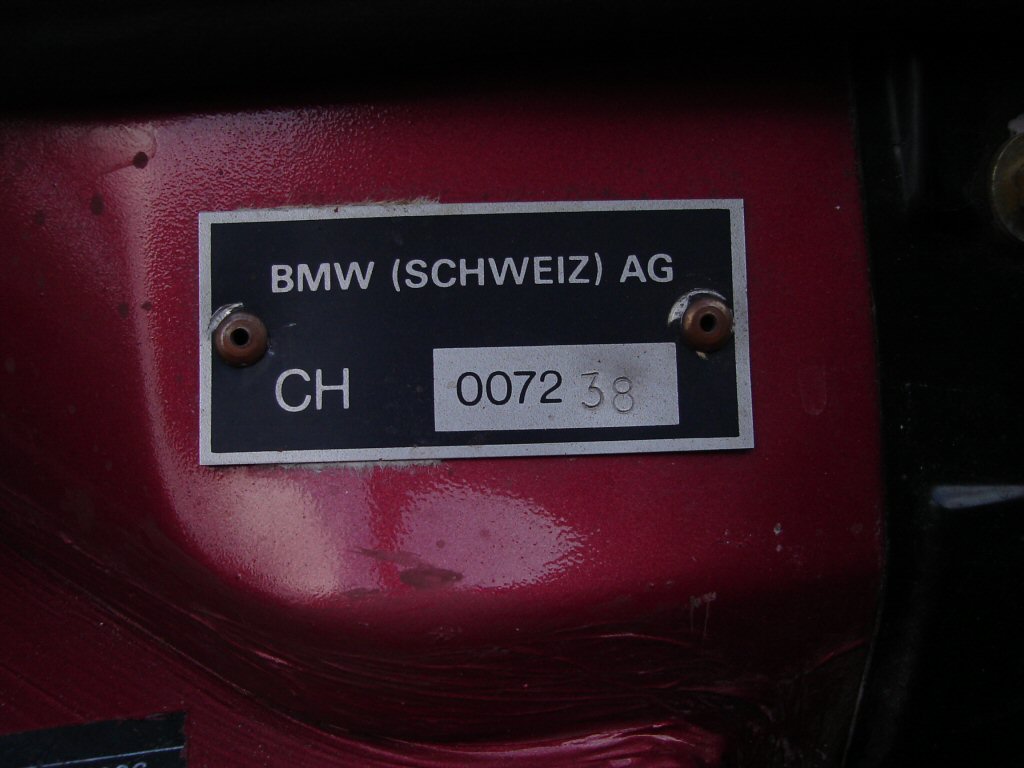 BMW (SCHWEIZ) AG
CH 0072 38